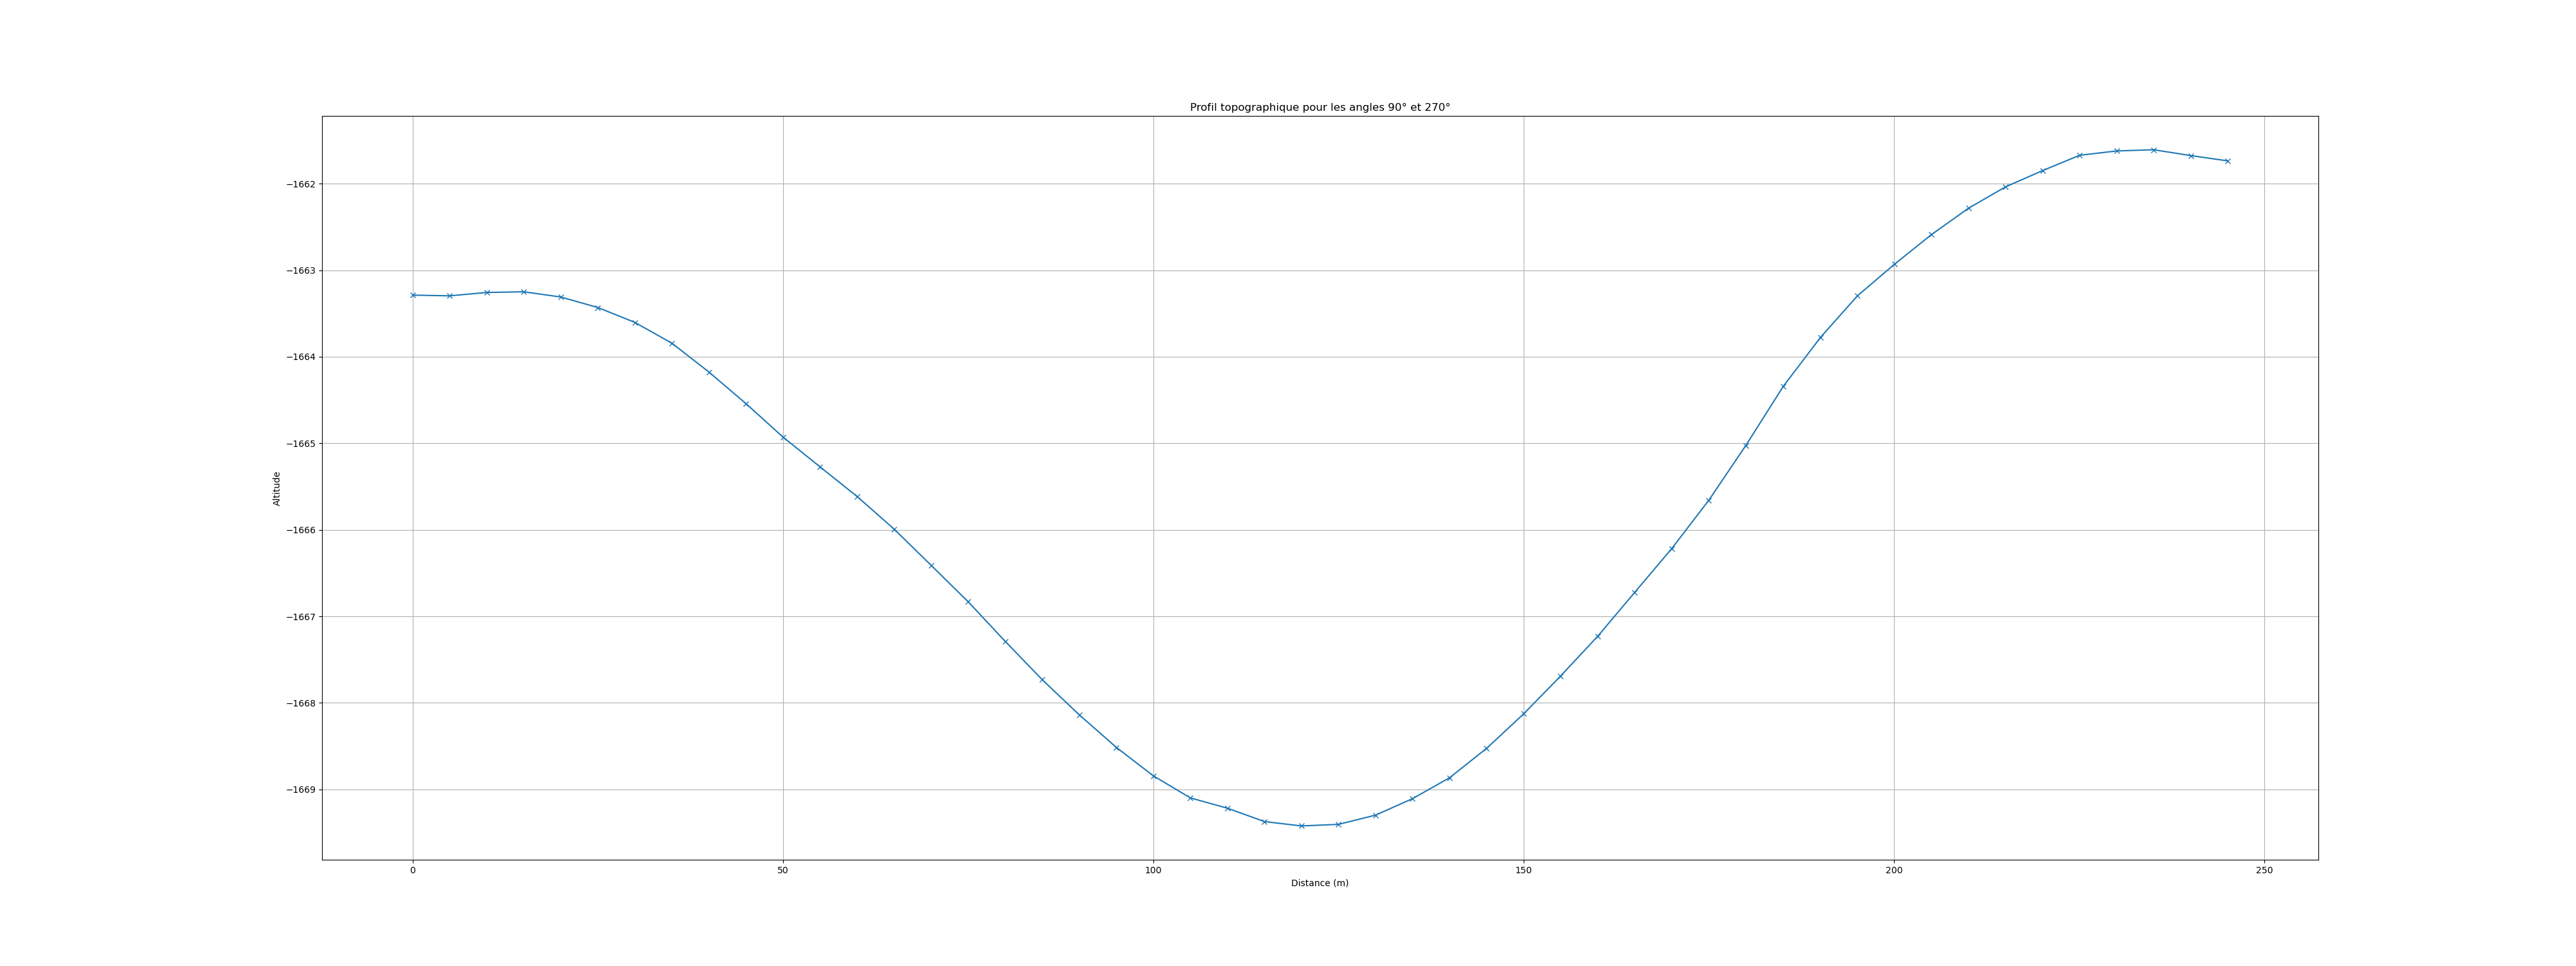 Profil topographique pour les angles 90° et 270°
Altitude
−1662
−1663
−1664
−1665
−1666
−1667
−1668
−1669
0 50 100 150 200 250
Distance (m)